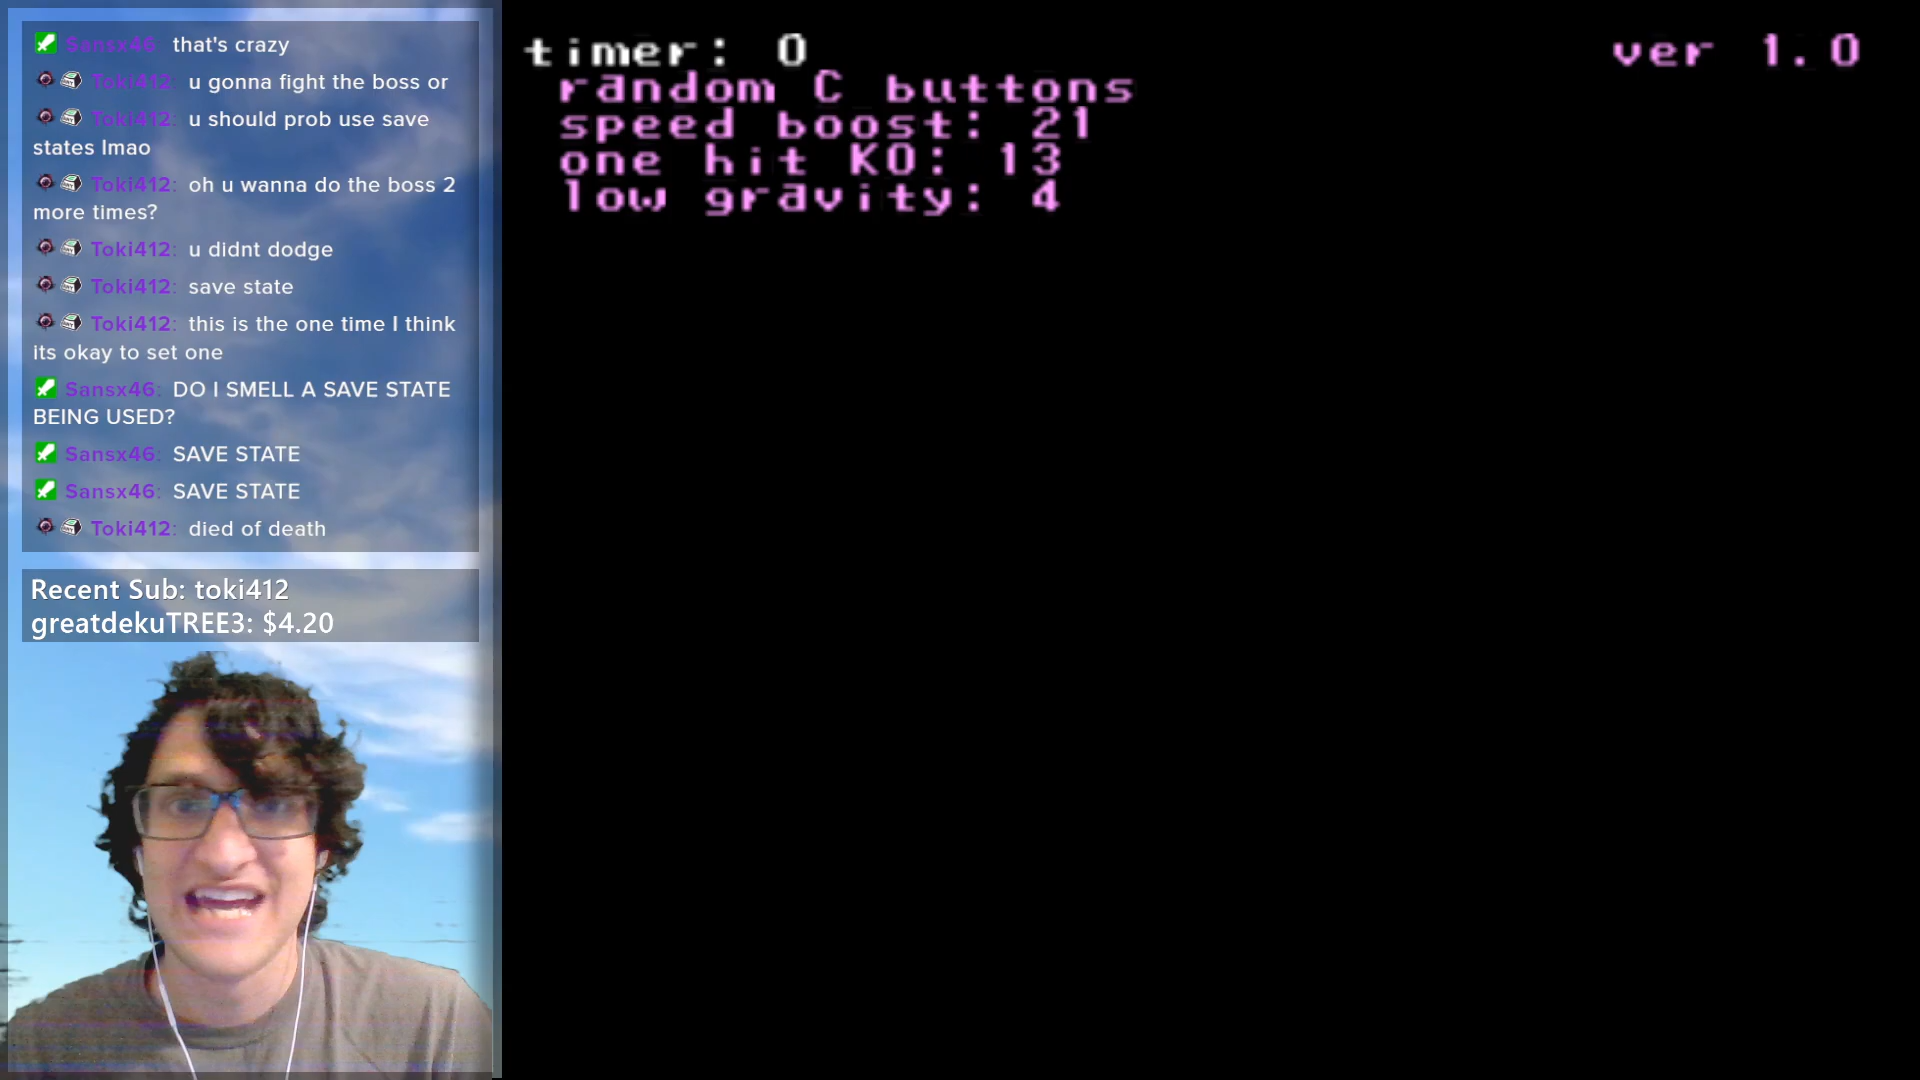 Sansx46 that's crazy
Toki412: u gonna fight the boss or
Toki412: u should prob use save
states lmao
Toki412: oh u wanna do the boss 2
more times?
Toki412: u didnt dodge
Toki412: save state
Toki412: this is the one time I think
its okay to set one
Sansx46: DO I SMELL A SAVE STATE
BEING USED?
Sansx46: SAVE STATE
Sansx46: SAVE STATE
Toki412: died of death
Recent Sub: toki412
greatdekuTREE3: $4.20
timer: 0
ver 1.0
random C buttons
speed boost: 21
one hit KO: 13
low gravity: 4